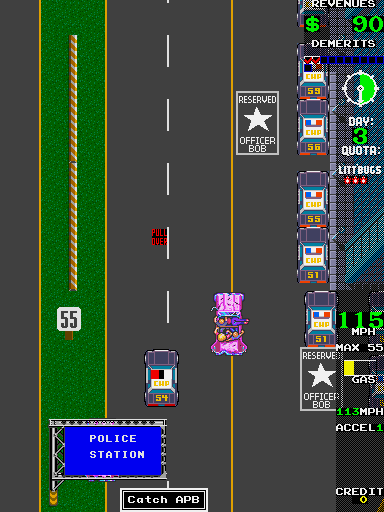 REVENUES
$ 90
DEMERITS
CHP
59
RESERVED
OFFICER
BOB
CHP
56
DAY:
3
QUOTA:
LITTBUGS
CHP
55
PULL
OVER
CHP
51
55
CHP
51
115
MPH
MAX 55
RESERVE
OFFICER
BOB
GAS
CHP
54
113MPH
ACCEL1
POLICE
STATION
Catch APB
CREDIT
0